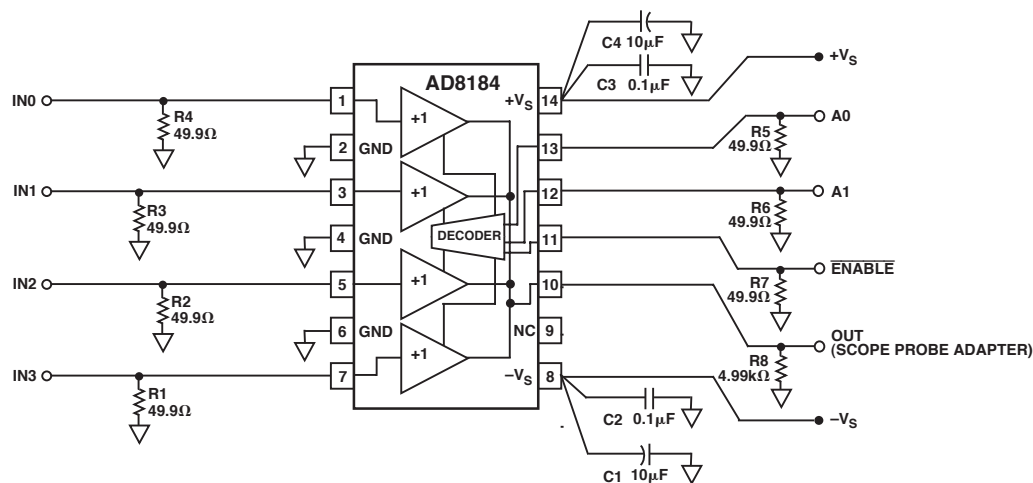 C4 10μF
+VS
AD8184
C3 0.1μF
+VS
14
IN0
1
+1
R4
49.9Ω
A0
R5
49.9Ω
13
2
GND
IN1
3
+1
12
A1
R3
49.9Ω
R6
49.9Ω
DECODER
4
GND
11
ENABLE
IN2
5
+1
10
R7
49.9Ω
R2
49.9Ω
6
GND
NC
9
OUT
(SCOPE PROBE ADAPTER)
+1
R8
4.99kΩ
IN3
7
–VS
8
R1
49.9Ω
C2 0.1μF
–VS
C1 10μF